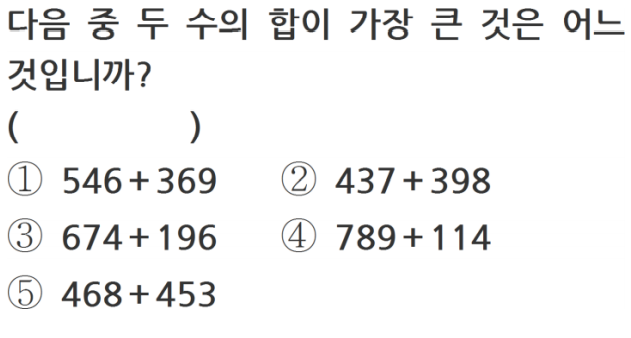 다음 중 두 수의 합이 가장 큰 것은 어느
것입니까?
(                )
① 546+369 ② 437+398
③ 674+196 ④ 789+114
⑤ 468+453